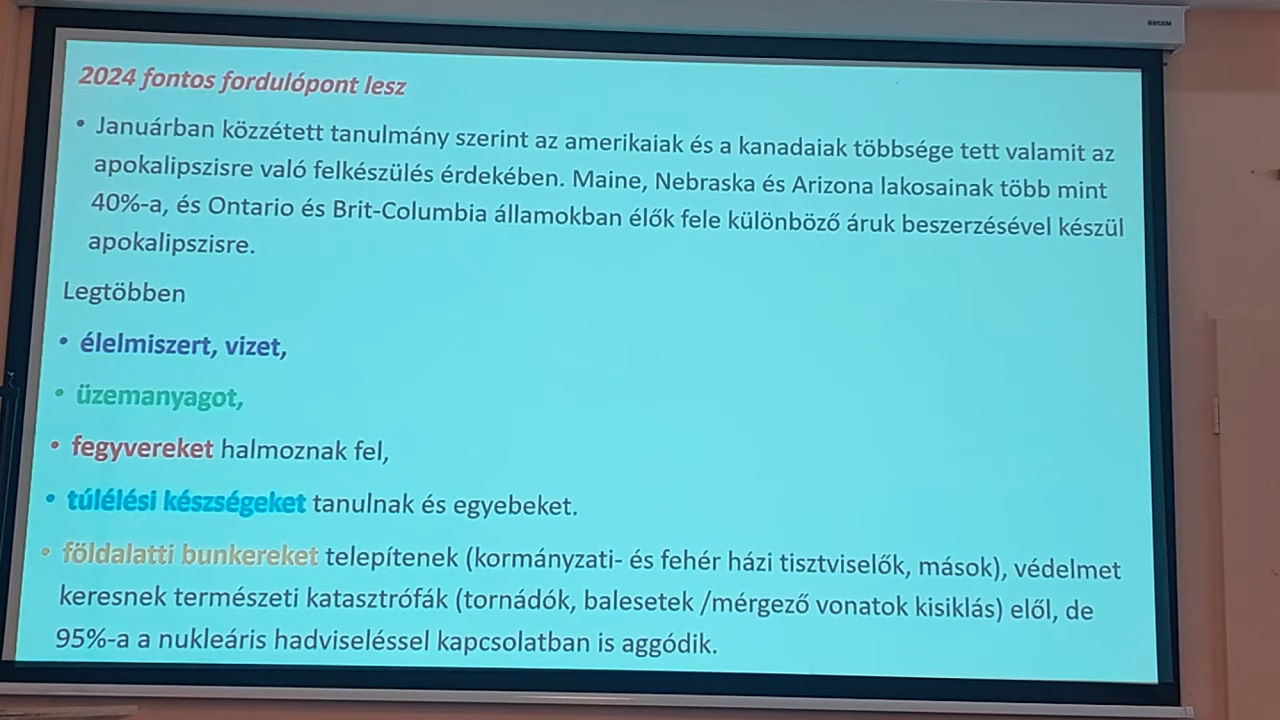 2024 fontos fordulópont lesz
• Januárban közzétett tanulmány szerint az amerikaiak és a kanadaiak többsége tett valamit az
apokalipszisre való felkészülés érdekében. Maine, Nebraska és Arizona lakosainak több mint
40%-a, és Ontario és Brit-Columbia államokban élők fele különböző áruk beszerzésével készül
apokalipszisre.
Legtöbben
• élelmiszert, vizet,
• üzemanyagot,
• fegyvereket halmoznak fel,
• túlélési készségeket tanulnak és egyebeket.
• földalatti bunkereket telepítenek (kormányzati- és fehér házi tisztviselők, mások), védelmet
keresnek természeti katasztrófák (tornádók, balesetek /mérgező vonatok kisiklás) elől, de
95%-a a nukleáris hadviseléssel kapcsolatban is aggódik.